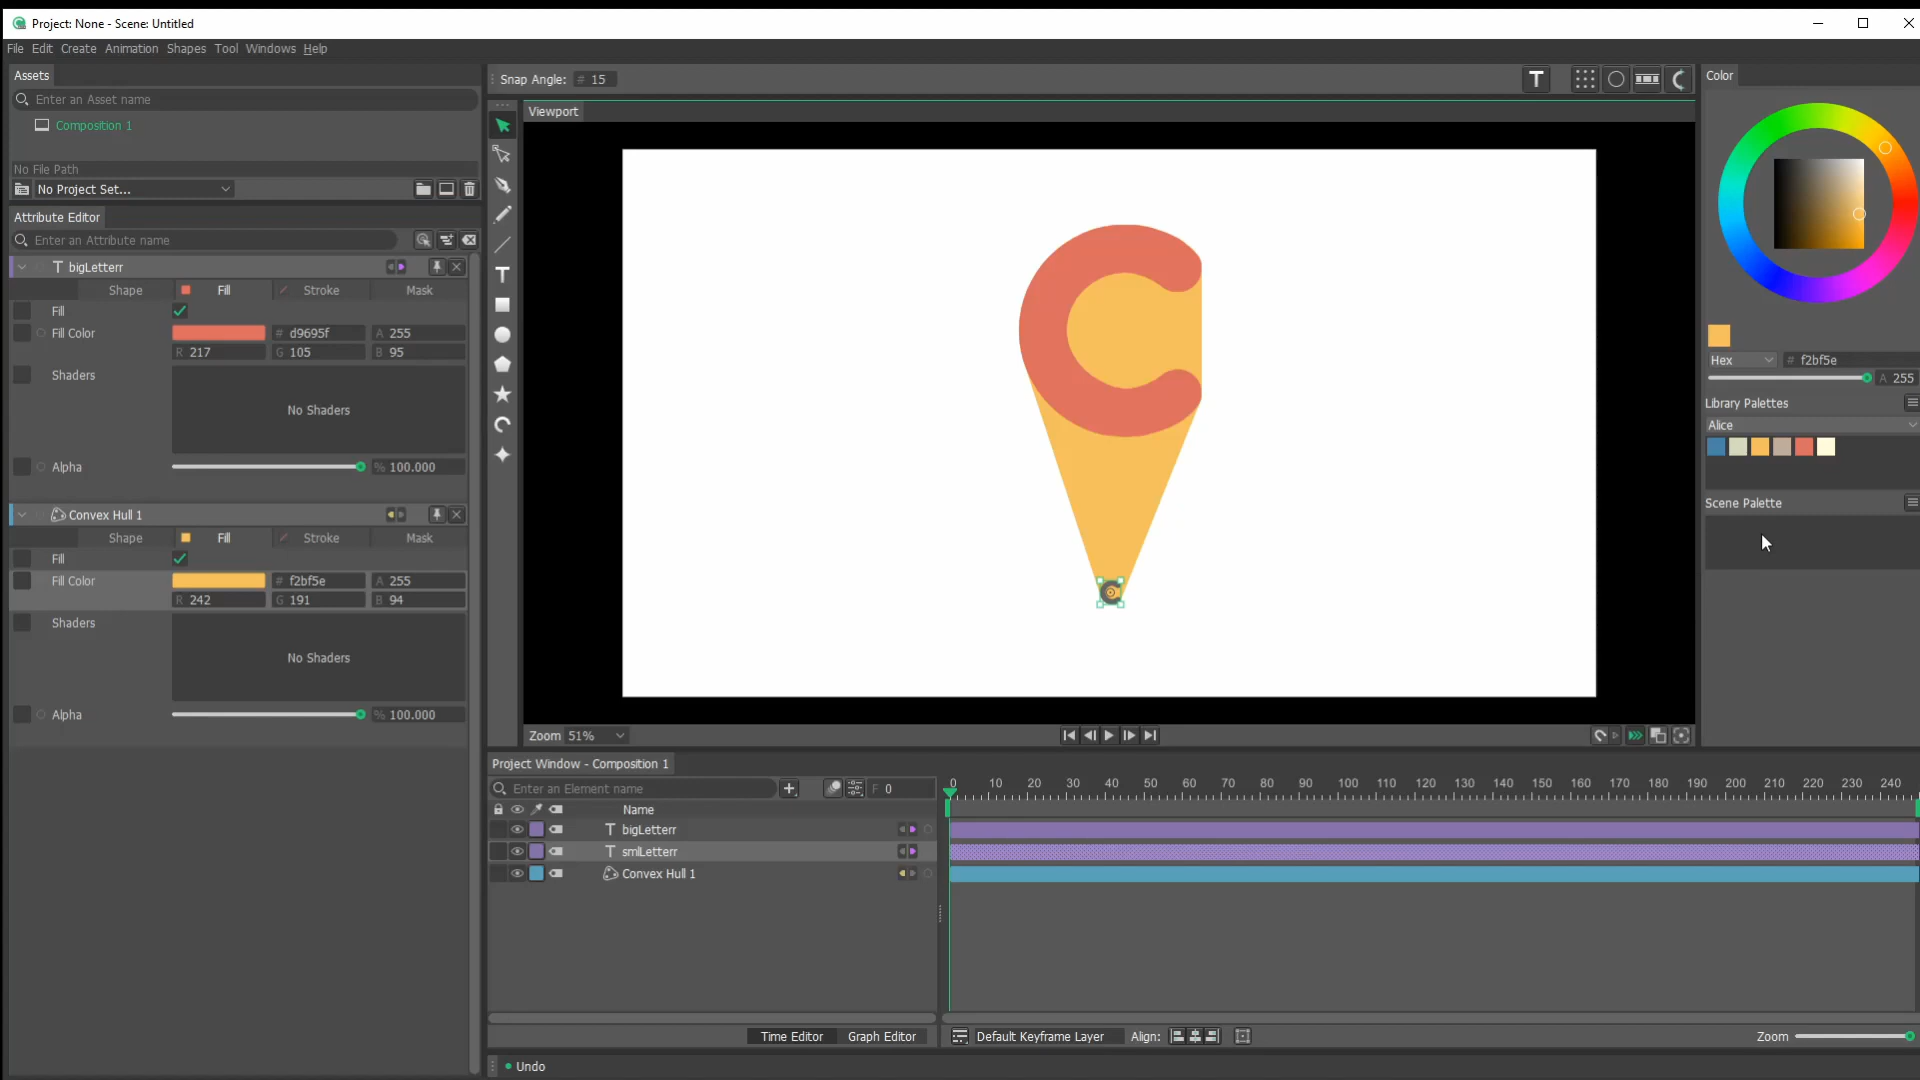 Project: None - Scene: Untitled
File Edit Create Animation Shapes Tool Windows Help
Assets
Enter an Asset name
Composition 1
No File Path
No Project Set...
Attribute Editor
Enter an Attribute name
T bigLetterr
Shape Fill Stroke Mask
Fill
Fill Color # d9695f A 255
R 217 G 105 B 95
Shaders
No Shaders
Alpha % 100.000
Convex Hull 1
Shape Fill Stroke Mask
Fill
Fill Color # f2bf5e A 255
R 242 G 191 B 94
Shaders
No Shaders
Alpha % 100.000
Snap Angle: # 15
T
Viewport
T
C
Zoom 51%
Project Window - Composition 1
Enter an Element name F 0
Name
T bigLetterr
T smlLetterr
Convex Hull 1
0 10 20 30 40 50 60 70 80 90 100 110 120 130 140 150 160 170 180 190 200 210 220 230 240
Time Editor Graph Editor
Default Keyframe Layer Align: Zoom
Undo
Color
Hex # f2bf5e
A 255
Library Palettes
Alice
Scene Palette